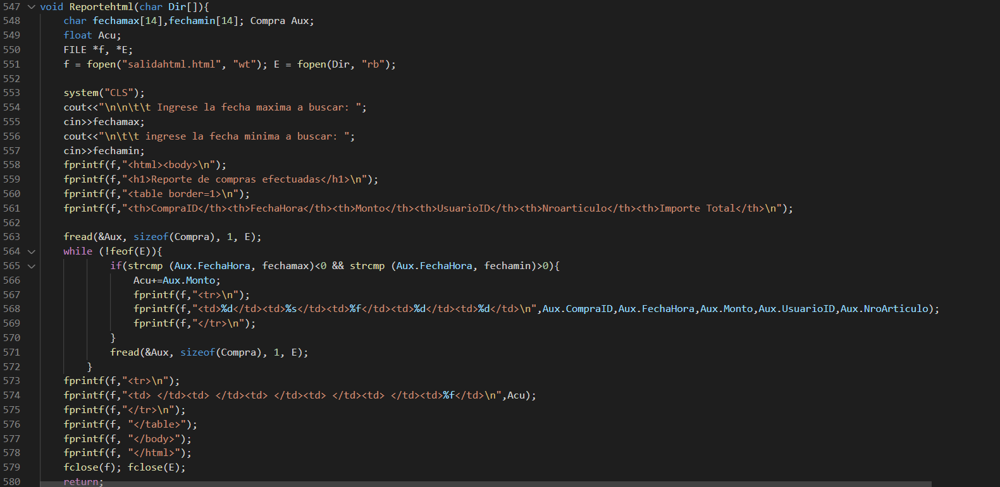 547 void Reportehtml(char Dir[]){
548 char fechamax[14],fechamin[14]; Compra Aux;
549 float Acu;
550 FILE *f, *E;
551 f = fopen("salidahtml.html", "wt"); E = fopen(Dir, "rb");
552
553 system("CLS");
554 cout<<"\n\n\t\t Ingrese la fecha maxima a buscar: ";
555 cin>>fechamax;
556 cout<<"\n\t\t ingrese la fecha minima a buscar: ";
557 cin>>fechamin;
558 fprintf(f,"<html><body>\n");
559 fprintf(f,"<h1>Reporte de compras efectuadas</h1>\n");
560 fprintf(f,"<table border=1>\n");
561 fprintf(f,"<th>CompraID</th><th>FechaHora</th><th>Monto</th><th>UsuarioID</th><th>Nroarticulo</th><th>Importe Total</th>\n");
562
563 fread(&Aux, sizeof(Compra), 1, E);
564 while (!feof(E)){
565 if(strcmp (Aux.FechaHora, fechamax)<0 && strcmp (Aux.FechaHora, fechamin)>0){
566 Acu+=Aux.Monto;
567 fprintf(f,"<tr>\n");
568 fprintf(f,"<td>%d</td><td>%s</td><td>%f</td><td>%d</td><td>%d</td>\n",Aux.CompraID,Aux.FechaHora,Aux.Monto,Aux.UsuarioID,Aux.NroArticulo);
569 fprintf(f,"</tr>\n");
570 }
571 fread(&Aux, sizeof(Compra), 1, E);
572 }
573 fprintf(f,"<tr>\n");
574 fprintf(f,"<td> </td><td> </td><td> </td><td> </td><td> </td><td>%f</td>\n",Acu);
575 fprintf(f,"</tr>\n");
576 fprintf(f, "</table>");
577 fprintf(f, "</body>");
578 fprintf(f, "</html>");
579 fclose(f); fclose(E);
580 return;